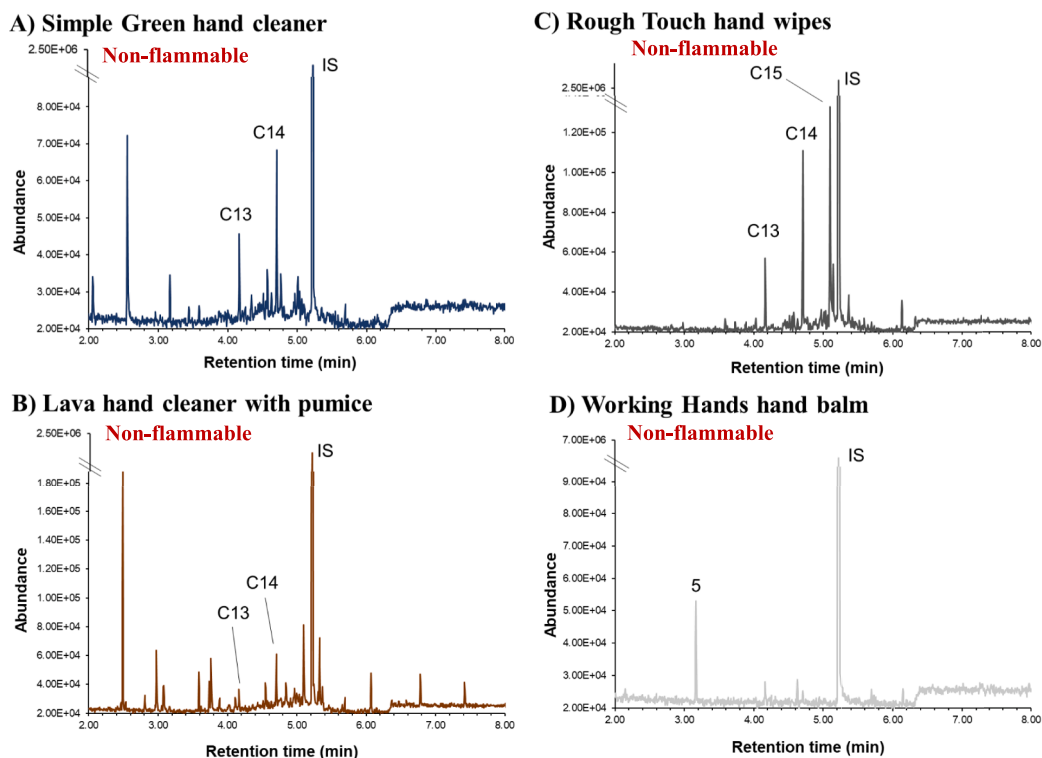 A) Simple Green hand cleaner
Non-flammable
2.50E+06
8.00E+04
7.00E+04
6.00E+04
5.00E+04
4.00E+04
3.00E+04
2.00E+04
Abundance
C13
C14
IS
2.00 3.00 4.00 5.00 6.00 7.00 8.00
Retention time (min)
B) Lava hand cleaner with pumice
Non-flammable
2.50E+06
1.80E+05
1.60E+05
1.40E+05
1.20E+05
1.00E+05
8.00E+04
6.00E+04
4.00E+04
2.00E+04
Abundance
C13
C14
IS
2.00 3.00 4.00 5.00 6.00 7.00 8.00
Retention time (min)
C) Rough Touch hand wipes
Non-flammable
2.50E+06
1.20E+05
1.00E+05
8.00E+04
6.00E+04
4.00E+04
2.00E+04
Abundance
C13
C14
C15
IS
2.00 3.00 4.00 5.00 6.00 7.00 8.00
Retention time (min)
D) Working Hands hand balm
Non-flammable
7.00E+06
9.00E+04
8.00E+04
7.00E+04
6.00E+04
5.00E+04
4.00E+04
3.00E+04
2.00E+04
Abundance
5
IS
2.00 3.00 4.00 5.00 6.00 7.00 8.00
Retention time (min)